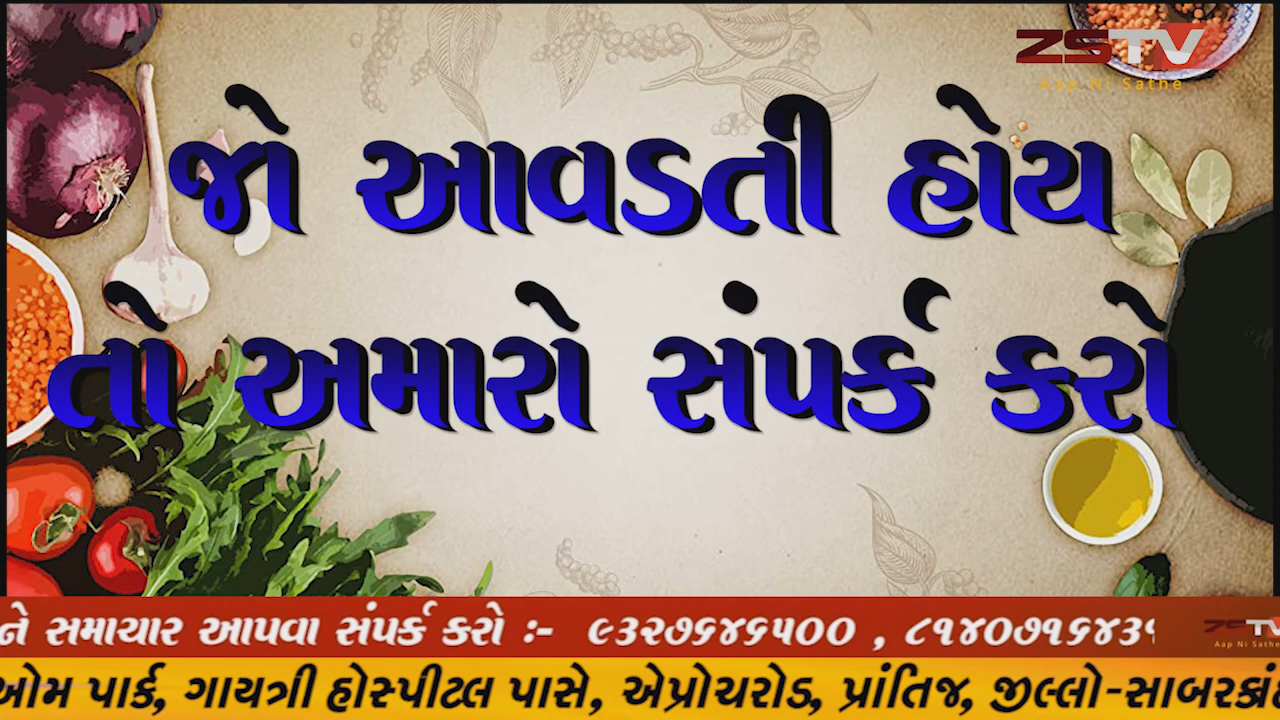 ZSTV
Aap Ni Sathe
જો આવડતી હોય
તો અમારો સંપર્ક કરો
ને સમાચાર આપવા સંપર્ક કરો :- ૯૩૨૭૬૪૬૫૦૦ , ૮૧૪૦૭૧૬૪૩૧
ZSTV
Aap Ni Sathe
ઓમ પાર્ક, ગાયત્રી હોસ્પીટલ પાસે, એપ્રોચરોડ, પ્રાંતિજ, જીલ્લો-સાબરકાં